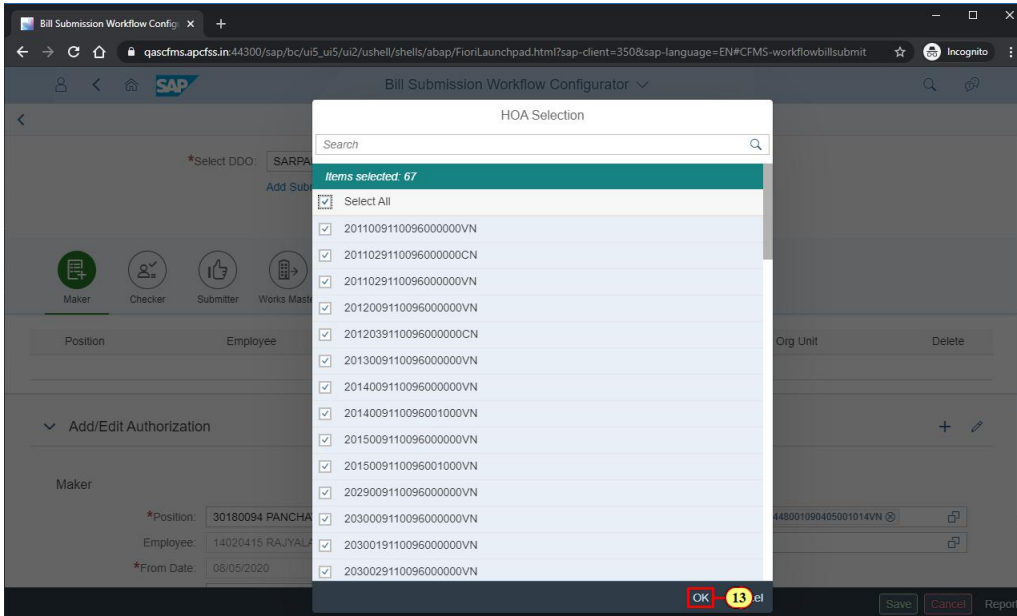 Bill Submission Workflow Config
qascfms.apcfss.in:44300/sap/bc/ui5_ui5/ui2/ushell/shells/abap/FioriLaunchpad.html?sap-client=350&sap-language=EN#CFMS-workflowbillsubmit
Incognito
SAP
Bill Submission Workflow Configurator
HOA Selection
Search
*Select DDO: SARPA
Add Sub
Items selected: 67
Select All
2011009110096000000VN
2011029110096000000CN
2011029110096000000VN
2012009110096000000VN
2012039110096000000CN
2013009110096000000VN
2014009110096000000VN
2014009110096001000VN
2015009110096000000VN
2015009110096001000VN
2029009110096000000VN
2030009110096000000VN
2030019110096000000VN
2030029110096000000VN
Maker
Checker
Submitter
Works Maste
Position Employee Org Unit Delete
Add/Edit Authorization
Maker
*Position: 30180094 PANCHA 448001090405001014VN
Employee: 14020415 RAJYALA
*From Date: 08/05/2020
OK 13 el
Save Cancel Report